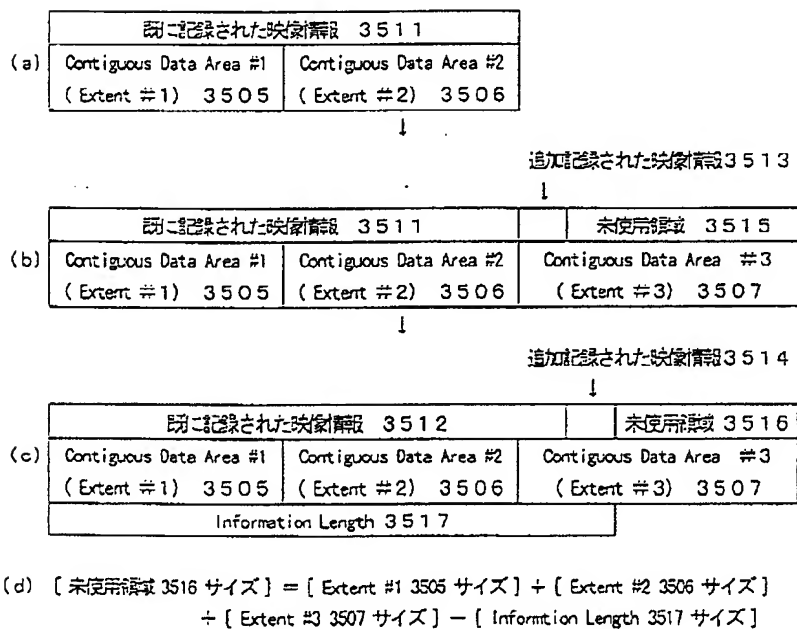 既に記録された映像情報 3511
(a) Contiguous Data Area #1 Contiguous Data Area #2
(Extent #1) 3505 (Extent #2) 3506
↓
追加記録された映像情報3513
↓
既に記録された映像情報 3511 未使用領域 3515
(b) Contiguous Data Area #1 Contiguous Data Area #2 Contiguous Data Area #3
(Extent #1) 3505 (Extent #2) 3506 (Extent #3) 3507
↓
追加記録された映像情報3514
↓
既に記録された映像情報 3512 未使用領域 3516
(c) Contiguous Data Area #1 Contiguous Data Area #2 Contiguous Data Area #3
(Extent #1) 3505 (Extent #2) 3506 (Extent #3) 3507
Information Length 3517
(d) [未使用領域 3516 サイズ] = [Extent #1 3505 サイズ] + [Extent #2 3506 サイズ]
+ [Extent #3 3507 サイズ] − [Informtion Length 3517 サイズ]